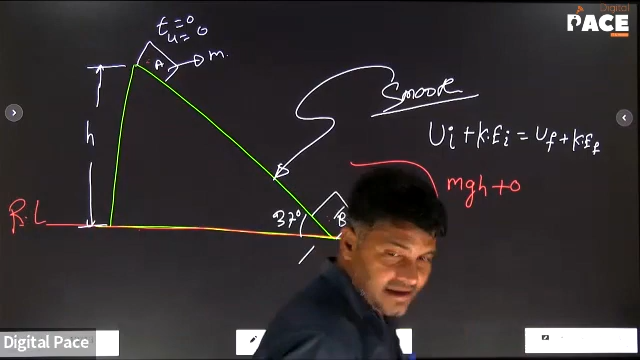 Digital
PACE
t=0
u=0
A
m.
h
Smooth
Ui + K.Ei = Uf + K.Ef
mgh+0
R.L
37°
B
Digital Pace